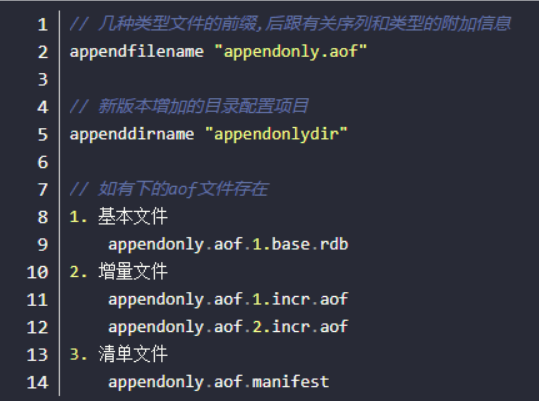 1 // 几种类型文件的前缀,后跟有关序列和类型的附加信息
2 appendfilename "appendonly.aof"
3
4 // 新版本增加的目录配置项目
5 appenddirname "appendonlydir"
6
7 // 如有下的aof文件存在
8 1. 基本文件
9 appendonly.aof.1.base.rdb
10 2. 增量文件
11 appendonly.aof.1.incr.aof
12 appendonly.aof.2.incr.aof
13 3. 清单文件
14 appendonly.aof.manifest